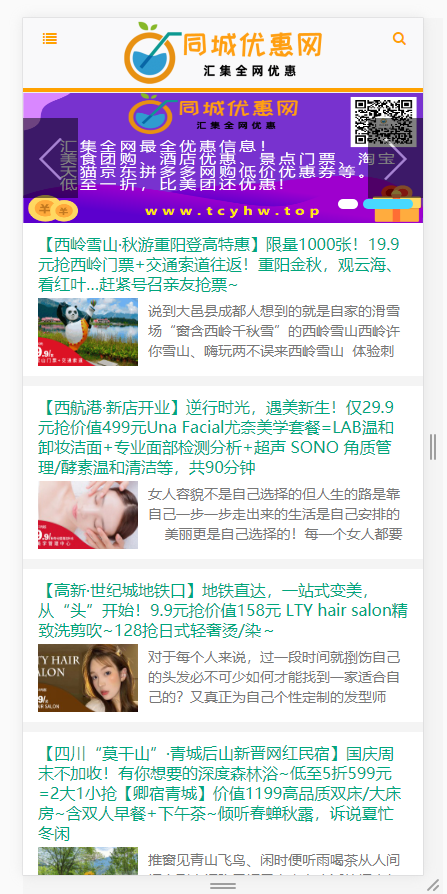 同城优惠网
汇集全网优惠
同城优惠网
汇集全网优惠
汇集全网最全优惠信息！
美食团购、酒店优惠、景点门票、淘宝
天猫京东拼多多网购低价优惠券等。
低至一折，比美团还优惠！
www.tcyhw.top
【西岭雪山·秋游重阳登高特惠】限量1000张！19.9
元抢西岭门票+交通索道往返！重阳金秋，观云海、
看红叶...赶紧号召亲友抢票~
说到大邑县成都人想到的就是自家的滑雪
场“窗含西岭千秋雪”的西岭雪山西岭许
你雪山、嗨玩两不误来西岭雪山 体验刺
9.9/
【西航港·新店开业】逆行时光，遇美新生！仅29.9
元抢价值499元Una Facial尤奈美学套餐=LAB温和
卸妆洁面+专业面部检测分析+超声 SONO 角质管
理/酵素温和清洁等，共90分钟
女人容貌不是自己选择的但人生的路是靠
自己一步一步走出来的生活是自己安排的
美丽更是自己选择的！每一个女人都要
9.9/
【高新·世纪城地铁口】地铁直达，一站式变美，
从“头”开始！9.9元抢价值158元 LTY hair salon精
致洗剪吹~128抢日式轻奢烫/染~
TY HAIR
SALON
对于每个人来说，过一段时间就捯饬自己
的头发必不可少如何才能找到一家适合自
己的？又真正为自己个性定制的发型师
.9/
HAIR SALON
【四川“莫干山”·青城后山新晋网红民宿】国庆周
末不加收！有你想要的深度森林浴~低至5折599元
=2大1小抢【卿宿青城】价值1199高品质双床/大床
房~含双人早餐+下午茶~倾听春蝉秋露，诉说夏忙
冬闲
推窗见青山飞鸟、闲时便听雨喝茶从人间